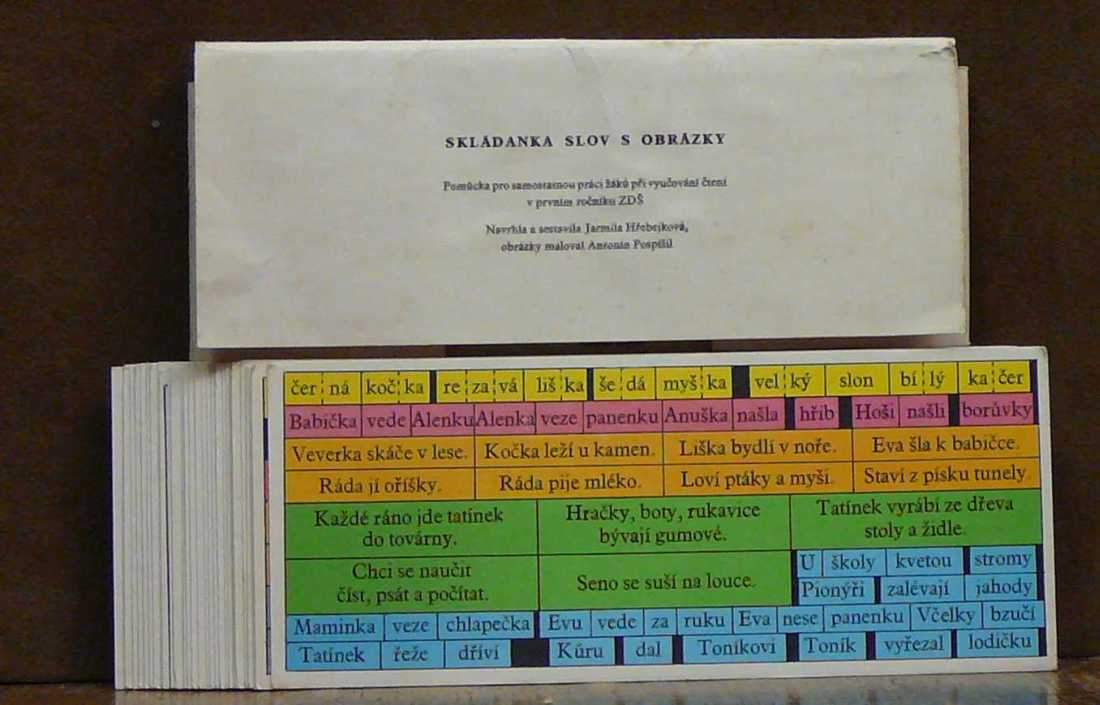 SKLÁDANKA SLOV S OBRÁZKY
Pomůcka pro samostatnou práci žáků při vyučování čtení
v prvním ročníku ZDŠ
Navrhla a sestavila Jarmila Hřebejková,
obrázky maloval Antonín Pospíšil
čer ná koč ka re za vá liš ka še dá myš ka vel ký slon bí lý ka čer
Babička vede Alenku Alenka veze panenku Anuška našla hřib Hoši našli borůvky
Veverka skáče v lese. Kočka leží u kamen. Liška bydlí v noře. Eva šla k babičce.
Ráda jí oříšky. Ráda pije mléko. Loví ptáky a myši. Staví z písku tunely.
Každé ráno jde tatínek Hračky, boty, rukavice Tatínek vyrábí ze dřeva
do továrny. bývají gumové. stoly a židle.
Chci se naučit Seno se suší na louce. U školy kvetou stromy
číst, psát a počítat. Pionýři zalévají jahody
Maminka veze chlapečka Evu vede za ruku Eva nese panenku Včelky bzučí
Tatínek řeže dříví Kůru dal Toníkovi Toník vyřezal lodičku